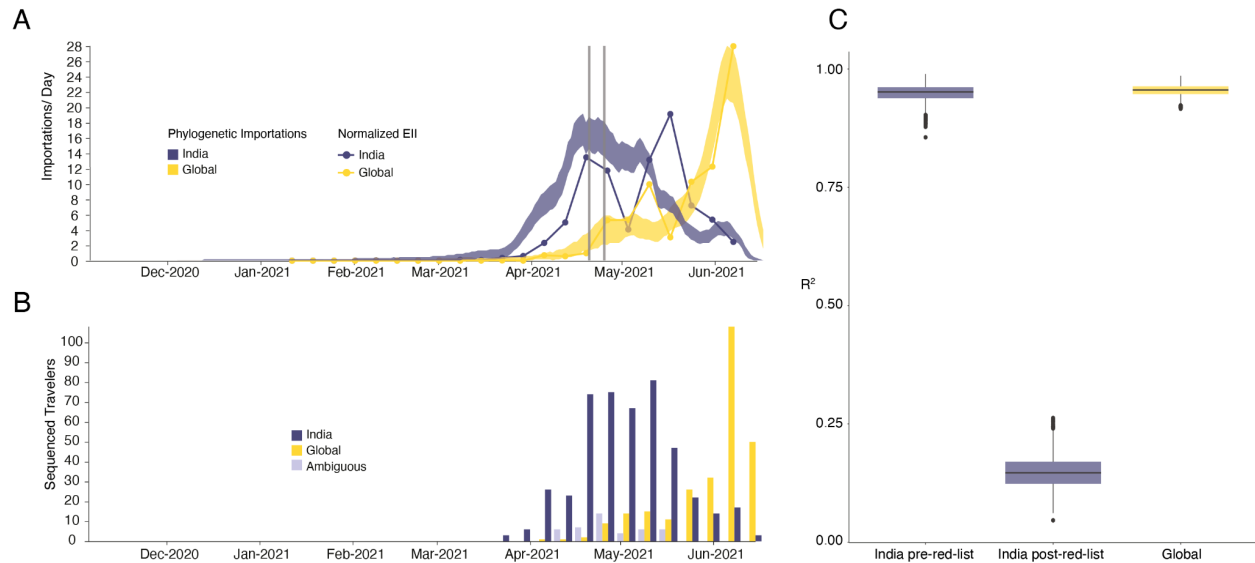 A
Importations/ Day
28
26
24
22
20
18
16
14
12
10
8
6
4
2
0
Phylogenetic Importations
India
Global
Normalized EII
India
Global
Dec-2020 Jan-2021 Feb-2021 Mar-2021 Apr-2021 May-2021 Jun-2021
B
Sequenced Travelers
100
90
80
70
60
50
40
30
20
10
0
India
Global
Ambiguous
Dec-2020 Jan-2021 Feb-2021 Mar-2021 Apr-2021 May-2021 Jun-2021
C
R²
1.00
0.75
0.50
0.25
0.00
India pre-red-list India post-red-list Global